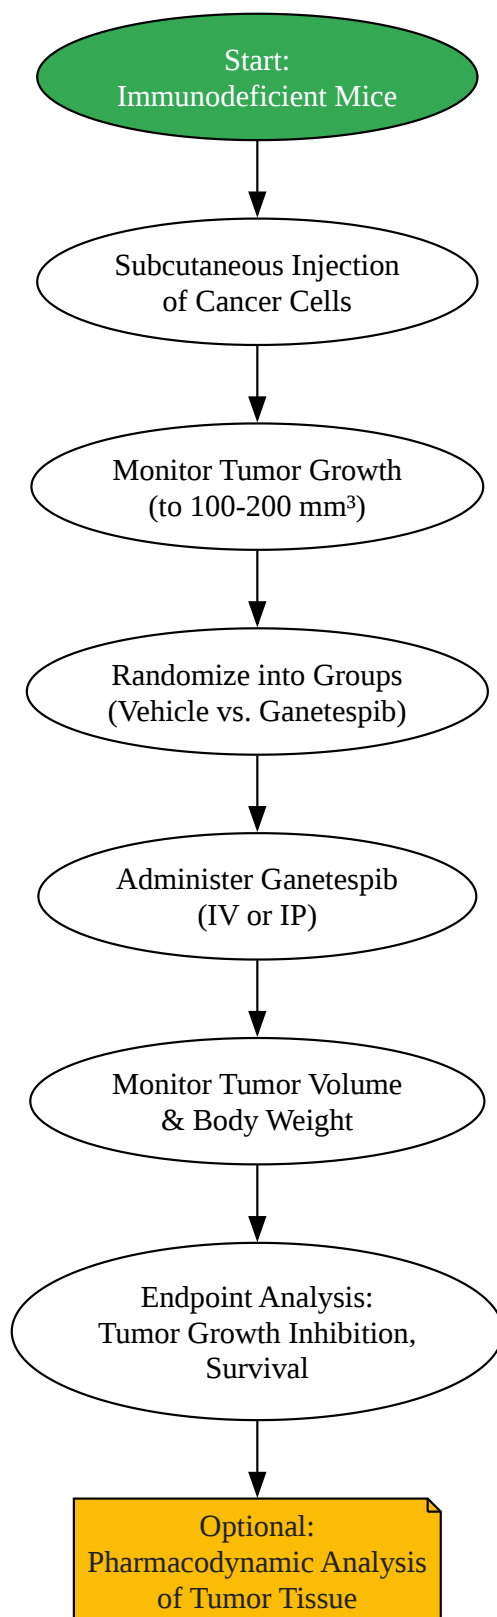 Start:
Immunodeficient Mice
Subcutaneous Injection
of Cancer Cells
Monitor Tumor Growth
(to 100-200 mm³)
Randomize into Groups
(Vehicle vs. Ganetespib)
Administer Ganetespib
(IV or IP)
Monitor Tumor Volume
& Body Weight
Endpoint Analysis:
Tumor Growth Inhibition,
Survival
Optional:
Pharmacodynamic Analysis
of Tumor Tissue